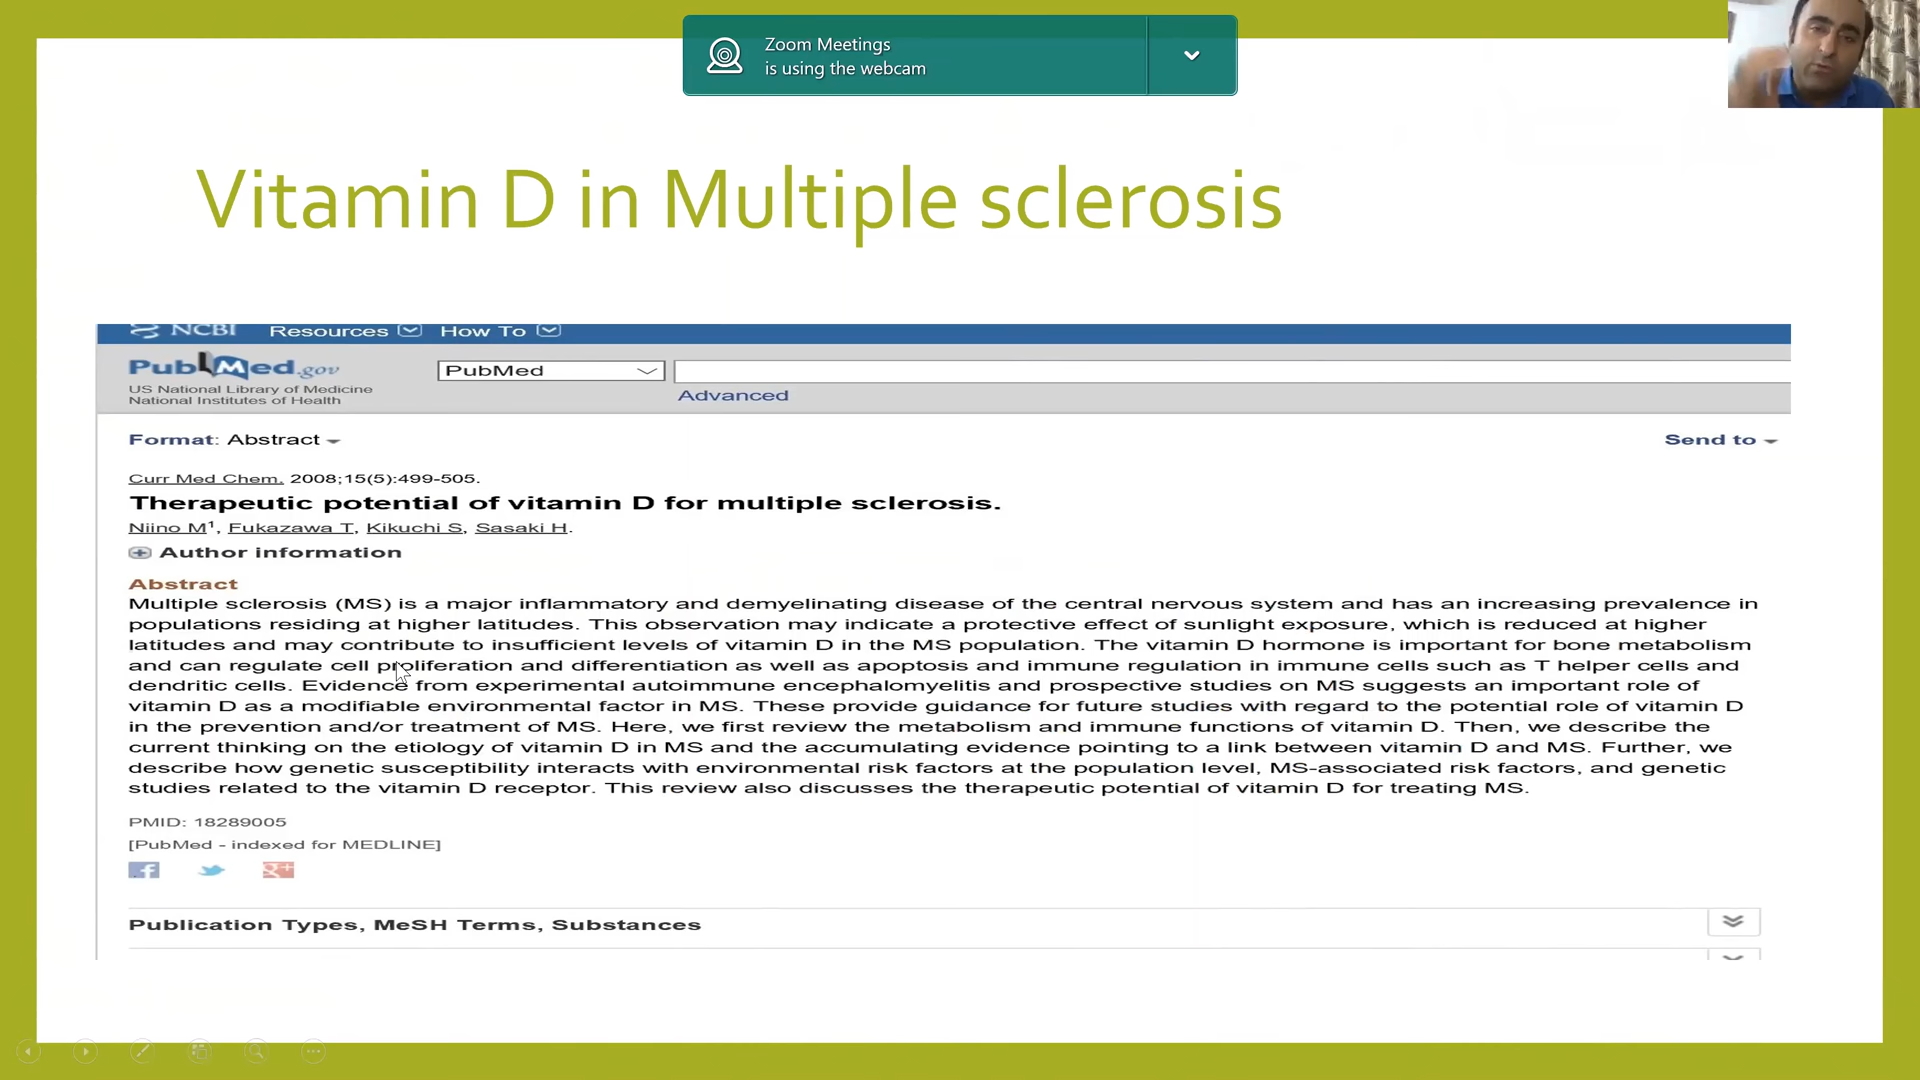 Zoom Meetings
is using the webcam
Vitamin D in Multiple sclerosis
NCBI Resources How To
PubMed.gov
US National Library of Medicine
National Institutes of Health
PubMed
Advanced
Format: Abstract
Send to
Curr Med Chem. 2008;15(5):499-505.
Therapeutic potential of vitamin D for multiple sclerosis.
Niino M1, Fukazawa T, Kikuchi S, Sasaki H.
Author information
Abstract
Multiple sclerosis (MS) is a major inflammatory and demyelinating disease of the central nervous system and has an increasing prevalence in
populations residing at higher latitudes. This observation may indicate a protective effect of sunlight exposure, which is reduced at higher
latitudes and may contribute to insufficient levels of vitamin D in the MS population. The vitamin D hormone is important for bone metabolism
and can regulate cell proliferation and differentiation as well as apoptosis and immune regulation in immune cells such as T helper cells and
dendritic cells. Evidence from experimental autoimmune encephalomyelitis and prospective studies on MS suggests an important role of
vitamin D as a modifiable environmental factor in MS. These provide guidance for future studies with regard to the potential role of vitamin D
in the prevention and/or treatment of MS. Here, we first review the metabolism and immune functions of vitamin D. Then, we describe the
current thinking on the etiology of vitamin D in MS and the accumulating evidence pointing to a link between vitamin D and MS. Further, we
describe how genetic susceptibility interacts with environmental risk factors at the population level, MS-associated risk factors, and genetic
studies related to the vitamin D receptor. This review also discusses the therapeutic potential of vitamin D for treating MS.
PMID: 18289005
[PubMed - indexed for MEDLINE]
f g+
Publication Types, MeSH Terms, Substances